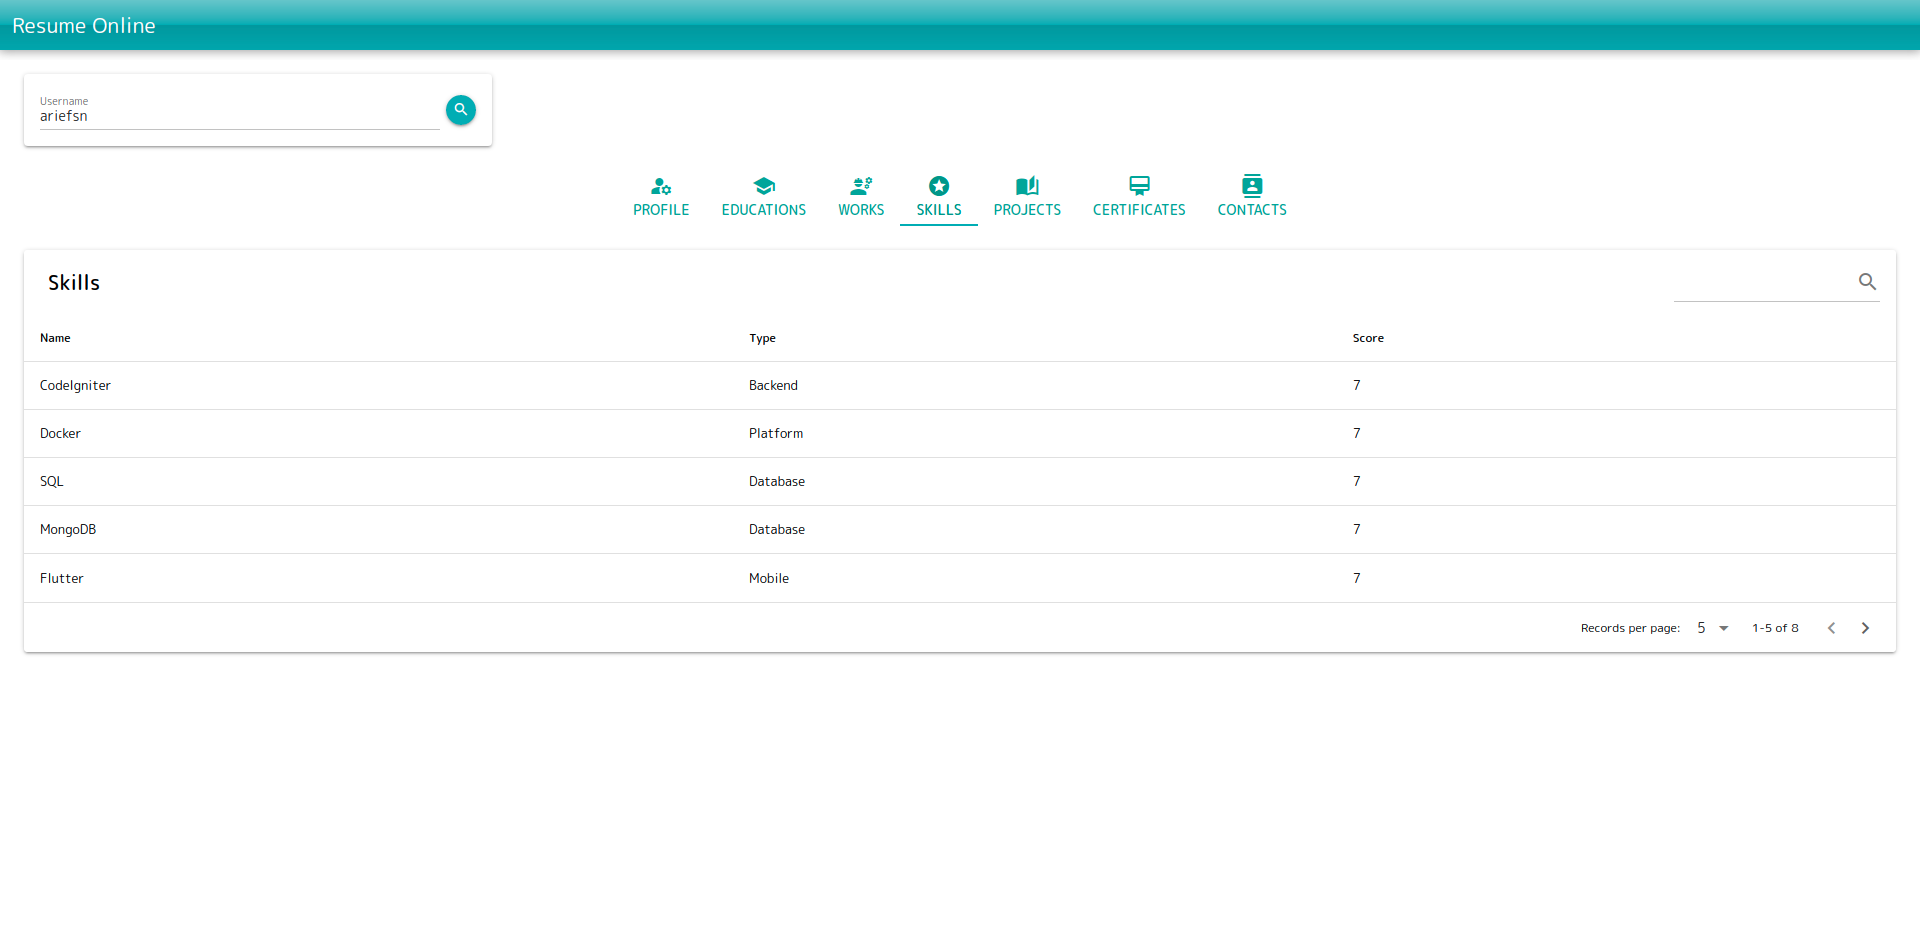 Resume Online
Username
ariefsn
PROFILE EDUCATIONS WORKS SKILLS PROJECTS CERTIFICATES CONTACTS
Skills
Name Type Score
CodeIgniter Backend 7
Docker Platform 7
SQL Database 7
MongoDB Database 7
Flutter Mobile 7
Records per page: 5 1-5 of 8